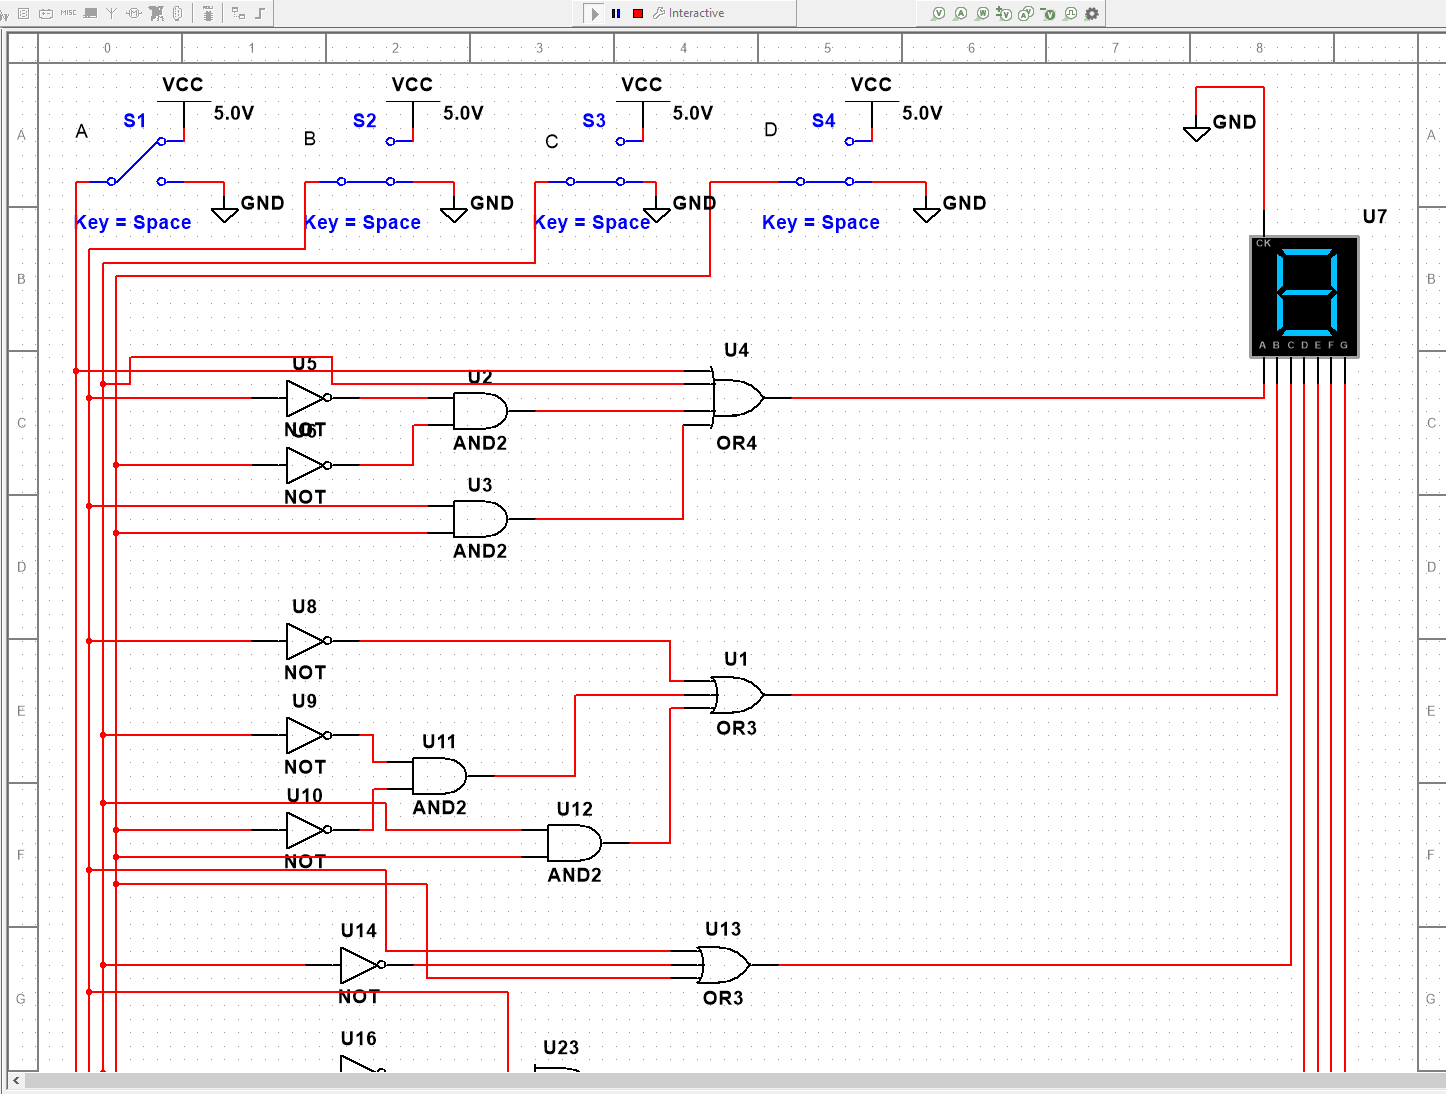 MISC
Interactive
0 1 2 3 4 5 6 7 8
VCC VCC VCC VCC
5.0V 5.0V 5.0V 5.0V
A S1 B S2 C S3 D S4
GND
A A
GND GND GND GND
Key = Space Key = Space Key = Space Key = Space
U7
CK
B B
A B C D E F G
U4
U5
U2
C C
NOT
U6
AND2
OR4
U3
NOT
AND2
D D
U8
NOT
U1
U9
E E
OR3
U11
NOT
U10
AND2
U12
F F
NOT
AND2
U14
U13
NOT
OR3
G G
U16
U23